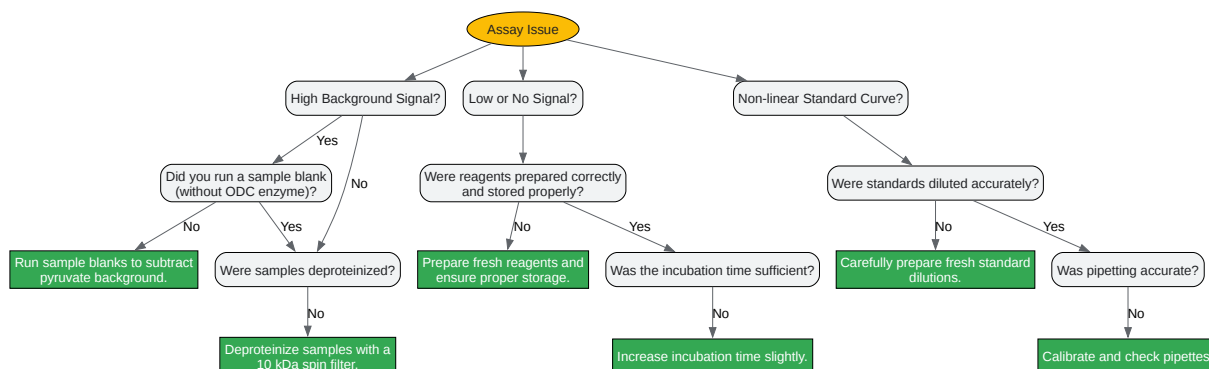 Assay Issue
High Background Signal?
Low or No Signal?
Non-linear Standard Curve?
Yes
No
Did you run a sample blank
(without ODC enzyme)?
Were reagents prepared correctly
and stored properly?
Were standards diluted accurately?
No
Yes
No
Yes
No
Yes
Run sample blanks to subtract
pyruvate background.
Were samples deproteinized?
Prepare fresh reagents and
ensure proper storage.
Was the incubation time sufficient?
Carefully prepare fresh standard
dilutions.
Was pipetting accurate?
No
No
No
Deproteinize samples with a
10 kDa spin filter.
Increase incubation time slightly.
Calibrate and check pipettes